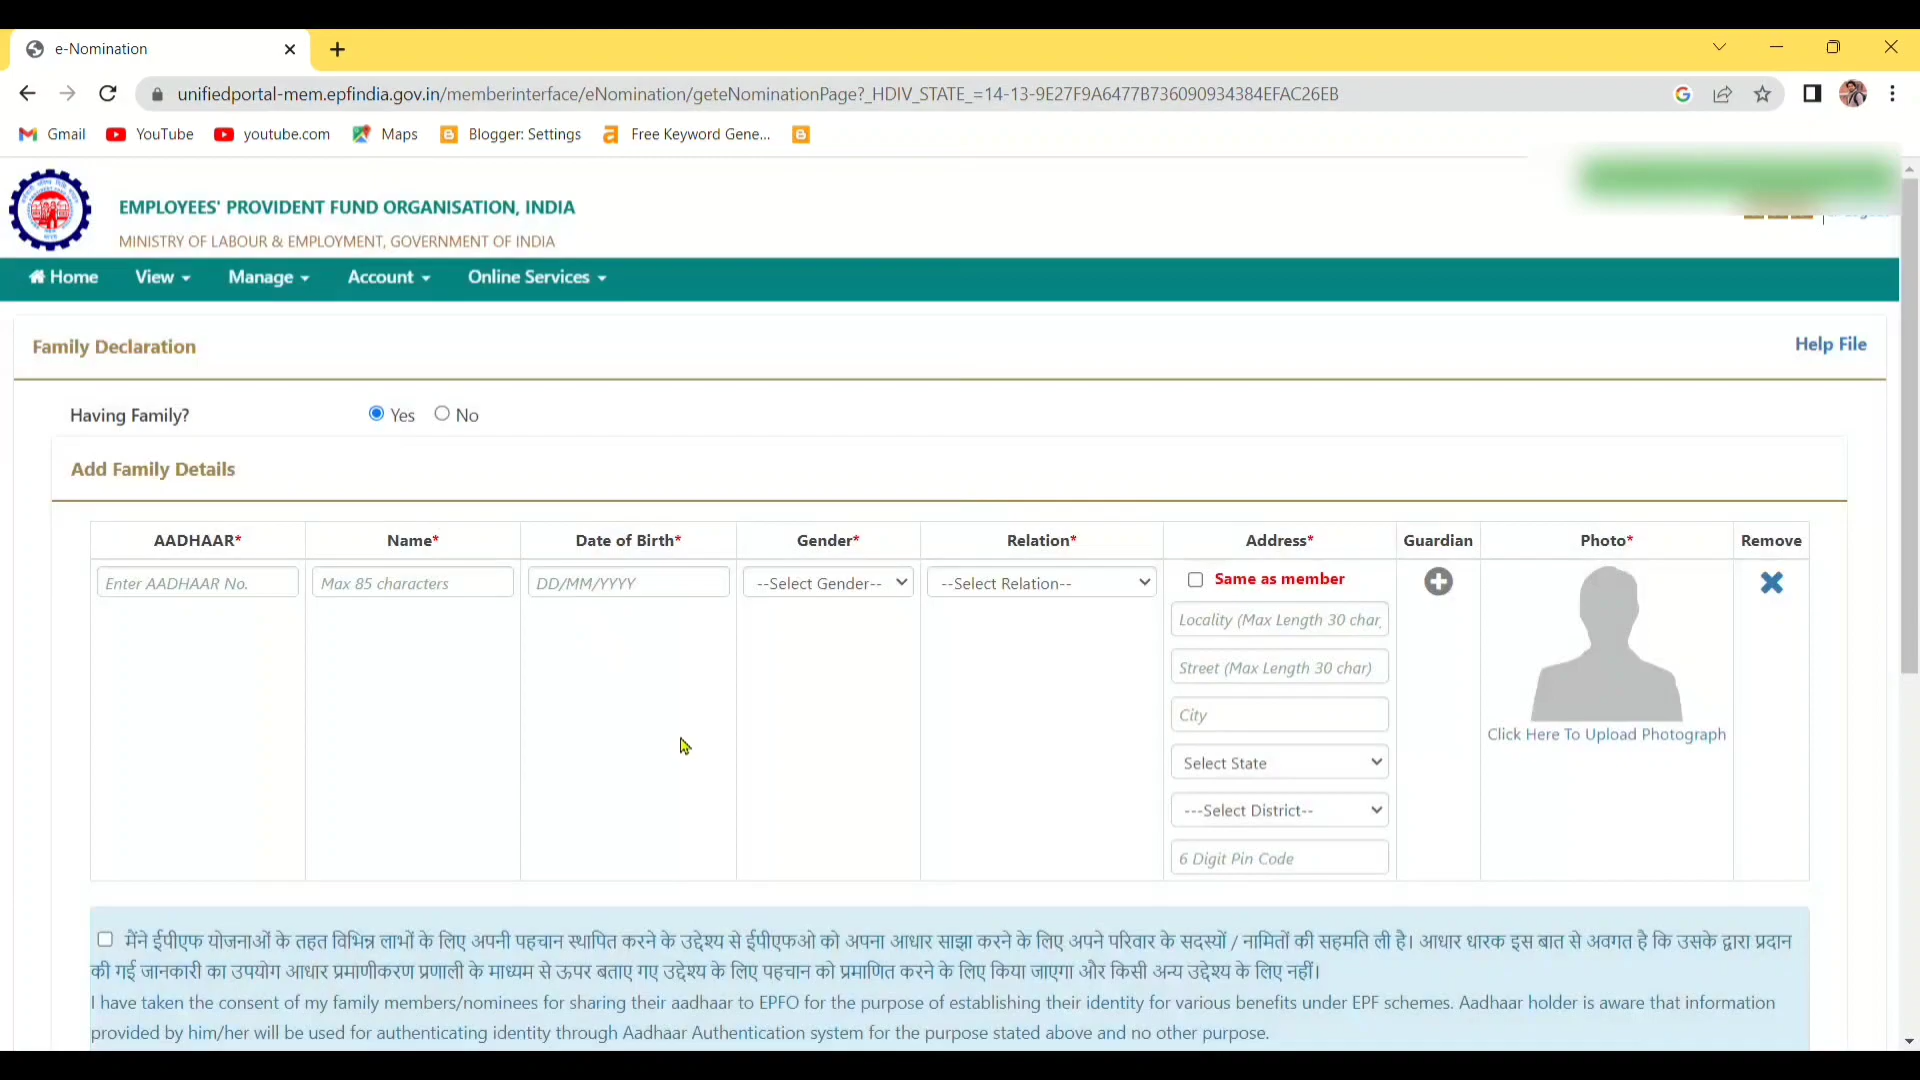 e-Nomination
unifiedportal-mem.epfindia.gov.in/memberinterface/eNomination/geteNominationPage?_HDIV_STATE_=14-13-9E27F9A6477B736090934384EFAC26EB
Gmail YouTube youtube.com Maps Blogger: Settings Free Keyword Gene...
EMPLOYEES' PROVIDENT FUND ORGANISATION, INDIA
MINISTRY OF LABOUR & EMPLOYMENT, GOVERNMENT OF INDIA
Home View Manage Account Online Services
Family Declaration Help File
Having Family? Yes No
Add Family Details
AADHAAR* Name* Date of Birth* Gender* Relation* Address* Guardian Photo* Remove
Enter AADHAAR No. Max 85 characters DD/MM/YYYY --Select Gender-- --Select Relation-- Same as member
Locality (Max Length 30 char
Street (Max Length 30 char)
City
Click Here To Upload Photograph
Select State
---Select District--
6 Digit Pin Code
मैंने ईपीएफ योजनाओं के तहत विभिन्न लाभों के लिए अपनी पहचान स्थापित करने के उद्देश्य से ईपीएफओ को अपना आधार साझा करने के लिए अपने परिवार के सदस्यों / नामितों की सहमति ली है। आधार धारक इस बात से अवगत है कि उसके द्वारा प्रदान
की गई जानकारी का उपयोग आधार प्रमाणीकरण प्रणाली के माध्यम से ऊपर बताए गए उद्देश्य के लिए पहचान को प्रमाणित करने के लिए किया जाएगा और किसी अन्य उद्देश्य के लिए नहीं।
I have taken the consent of my family members/nominees for sharing their aadhaar to EPFO for the purpose of establishing their identity for various benefits under EPF schemes. Aadhaar holder is aware that information
provided by him/her will be used for authenticating identity through Aadhaar Authentication system for the purpose stated above and no other purpose.